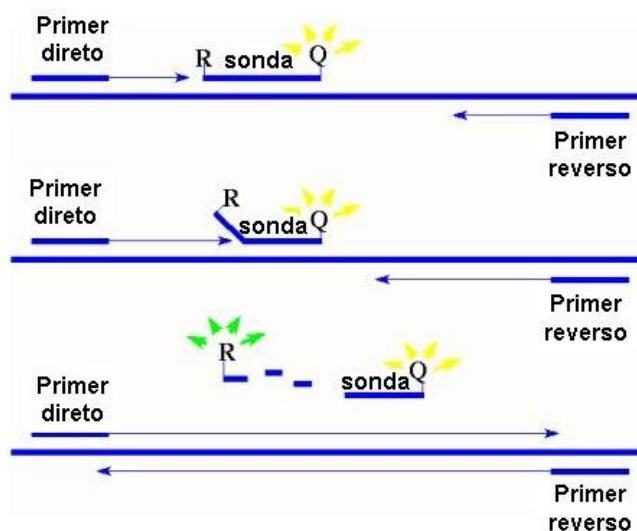 Primer
direto
R sonda Q
Primer
reverso
Primer
direto
R
sonda Q
Primer
reverso
R
sonda Q
Primer
direto
Primer
reverso